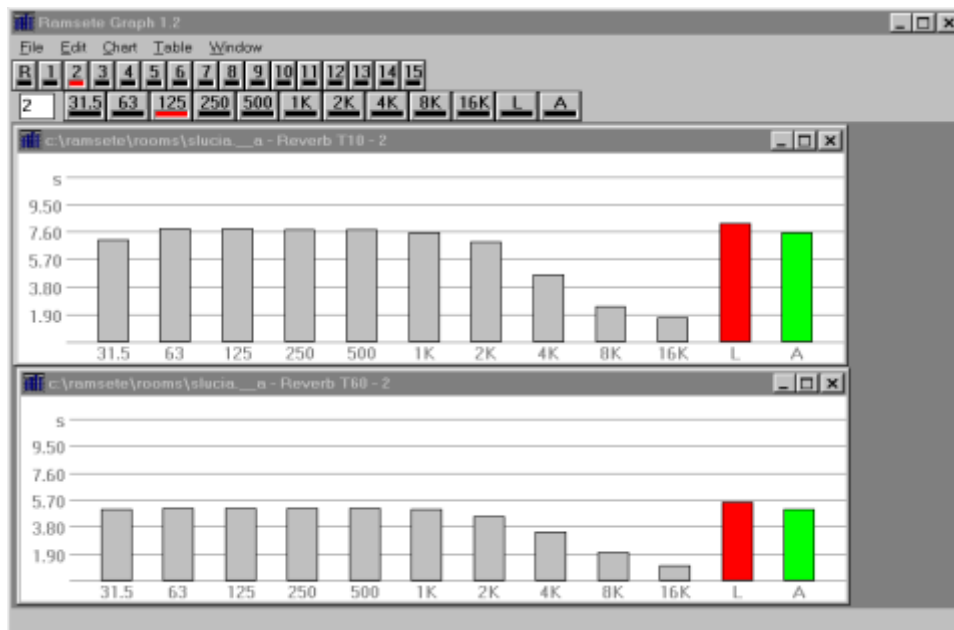 Ramsete Graph 1.2
File Edit Chart Table Window
R 1 2 3 4 5 6 7 8 9 10 11 12 13 14 15
2 31.5 63 125 250 500 1K 2K 4K 8K 16K L A
c:\ramsete\rooms\slucia.__a - Reverb T10 - 2
s
9.50
7.60
5.70
3.80
1.90
31.5 63 125 250 500 1K 2K 4K 8K 16K L A
c:\ramsete\rooms\slucia.__a - Reverb T60 - 2
s
9.50
7.60
5.70
3.80
1.90
31.5 63 125 250 500 1K 2K 4K 8K 16K L A